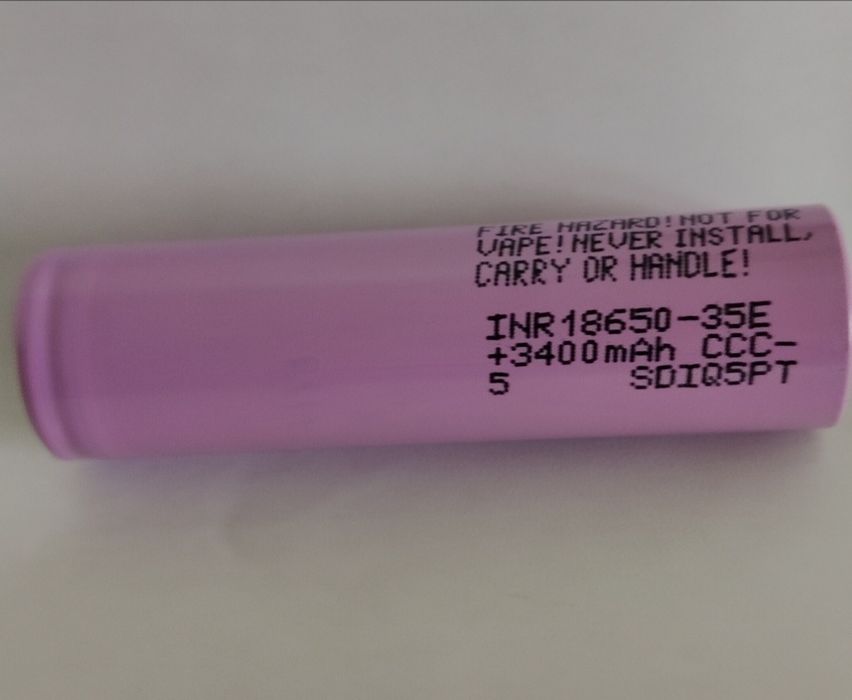 FIRE HAZARD! NOT FOR
VAPE! NEVER INSTALL,
CARRY OR HANDLE!
INR18650-35E
+3400mAh CCC-
5 SDIQ5PT